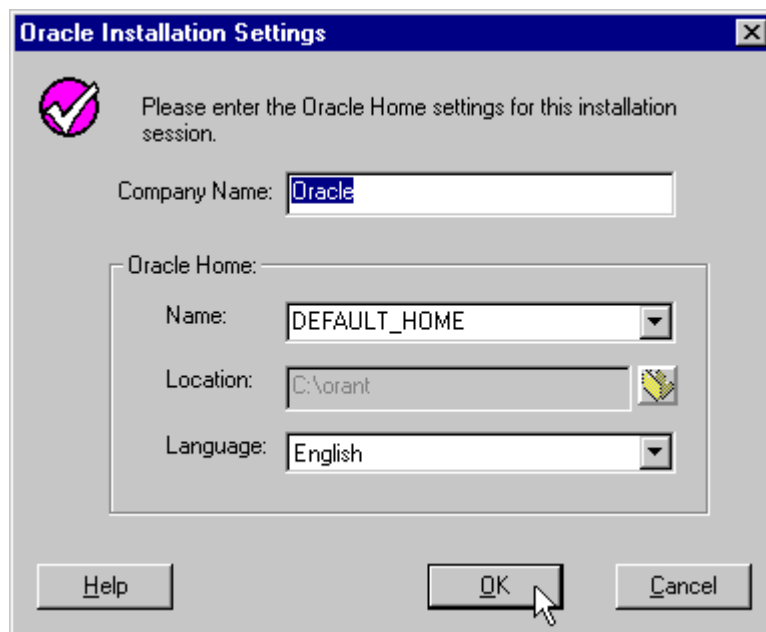 Oracle Installation Settings
Please enter the Oracle Home settings for this installation
session.
Company Name: Oracle
Oracle Home:
Name: DEFAULT_HOME
Location: C:\orant
Language: English
Help OK Cancel